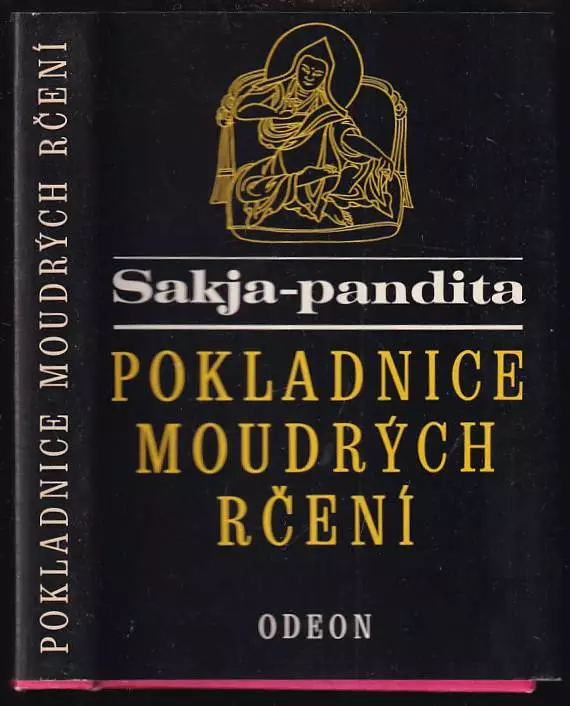 POKLADNICE MOUDRÝCH RČENÍ
Sakja-pandita
POKLADNICE
MOUDRÝCH
RČENÍ
ODEON